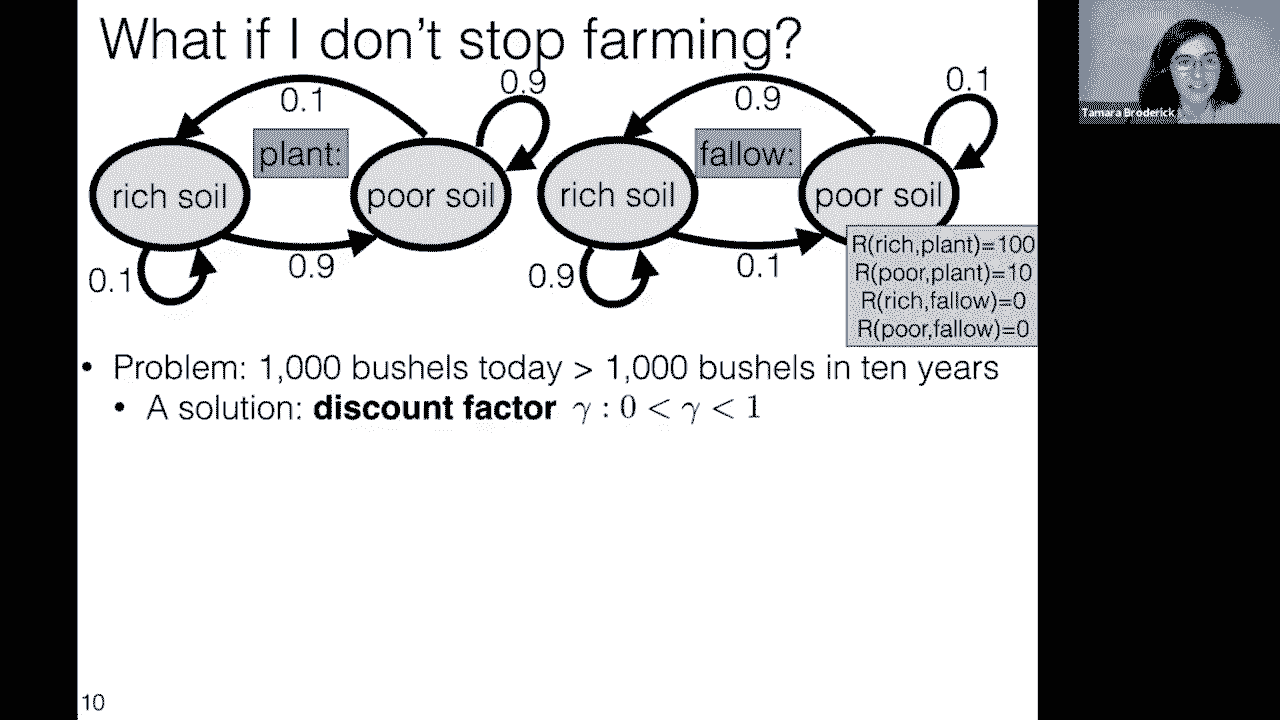 What if I don't stop farming?
0.1
0.9
plant:
rich soil
poor soil
0.1
0.9
0.9
0.1
fallow:
rich soil
poor soil
0.9
0.1
R(rich,plant)=100
R(poor,plant)=10
R(rich,fallow)=0
R(poor,fallow)=0
• Problem: 1,000 bushels today > 1,000 bushels in ten years
• A solution: discount factor γ : 0 < γ < 1
10
Tamara Broderick